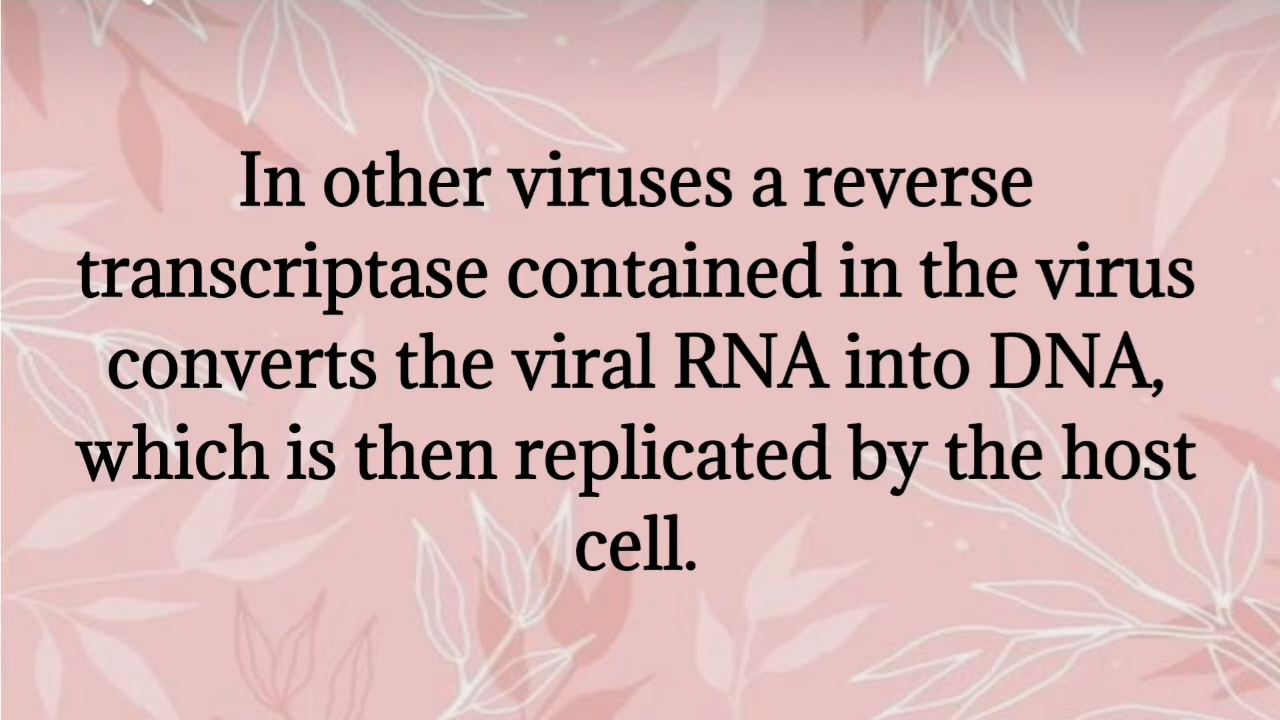 In other viruses a reverse
transcriptase contained in the virus
converts the viral RNA into DNA,
which is then replicated by the host
cell.